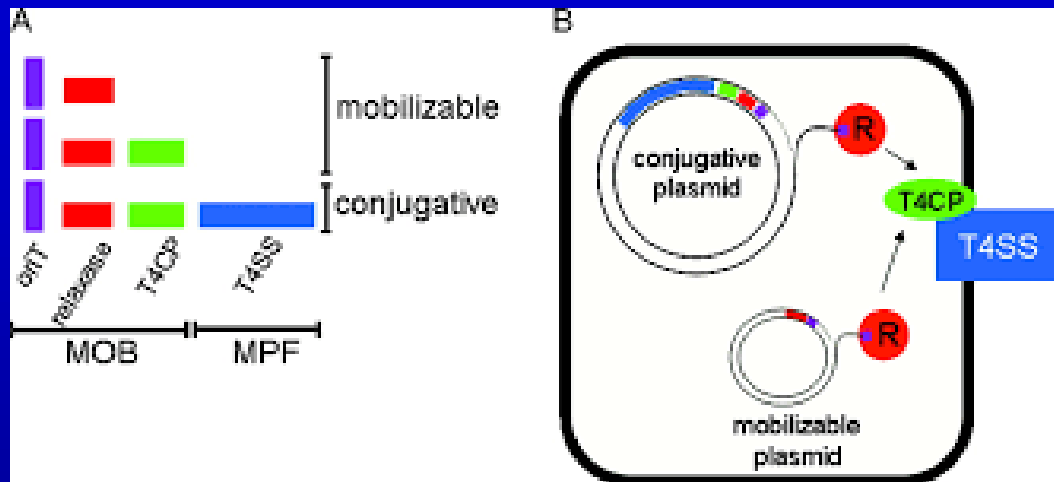 A
mobilizable
conjugative
oriT
relaxase
T4CP
T4SS
MOB
MPF
B
conjugative
plasmid
R
T4CP
T4SS
R
mobilizable
plasmid